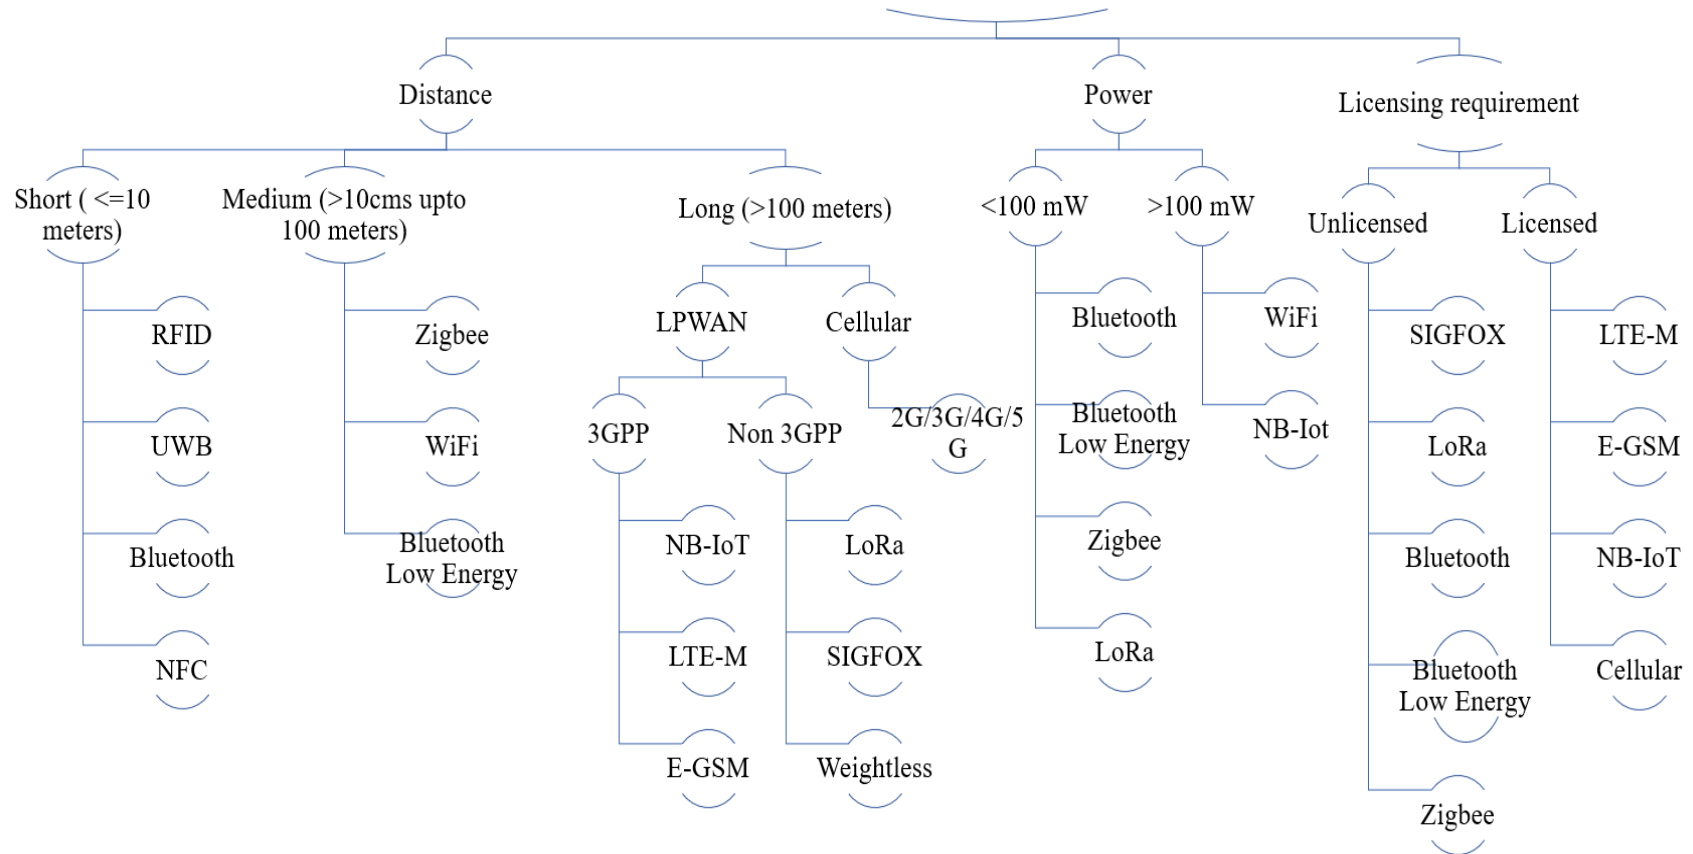 Distance
Power
Licensing requirement
Short ( <=10
meters)
Medium (>10cms upto
100 meters)
Long (>100 meters)
<100 mW
>100 mW
Unlicensed
Licensed
RFID
UWB
Bluetooth
NFC
Zigbee
WiFi
Bluetooth
Low Energy
LPWAN
Cellular
3GPP
Non 3GPP
2G/3G/4G/5
G
NB-IoT
LTE-M
E-GSM
LoRa
SIGFOX
Weightless
Bluetooth
Bluetooth
Low Energy
Zigbee
LoRa
WiFi
NB-Iot
SIGFOX
LoRa
Bluetooth
Bluetooth
Low Energy
Zigbee
LTE-M
E-GSM
NB-IoT
Cellular